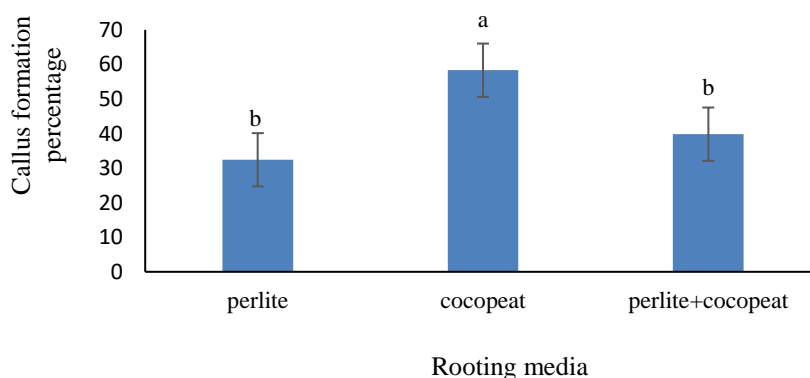 Callus formation
percentage
70
60
50
40
30
20
10
0
b
a
b
perlite
cocopeat
perlite+cocopeat
Rooting media